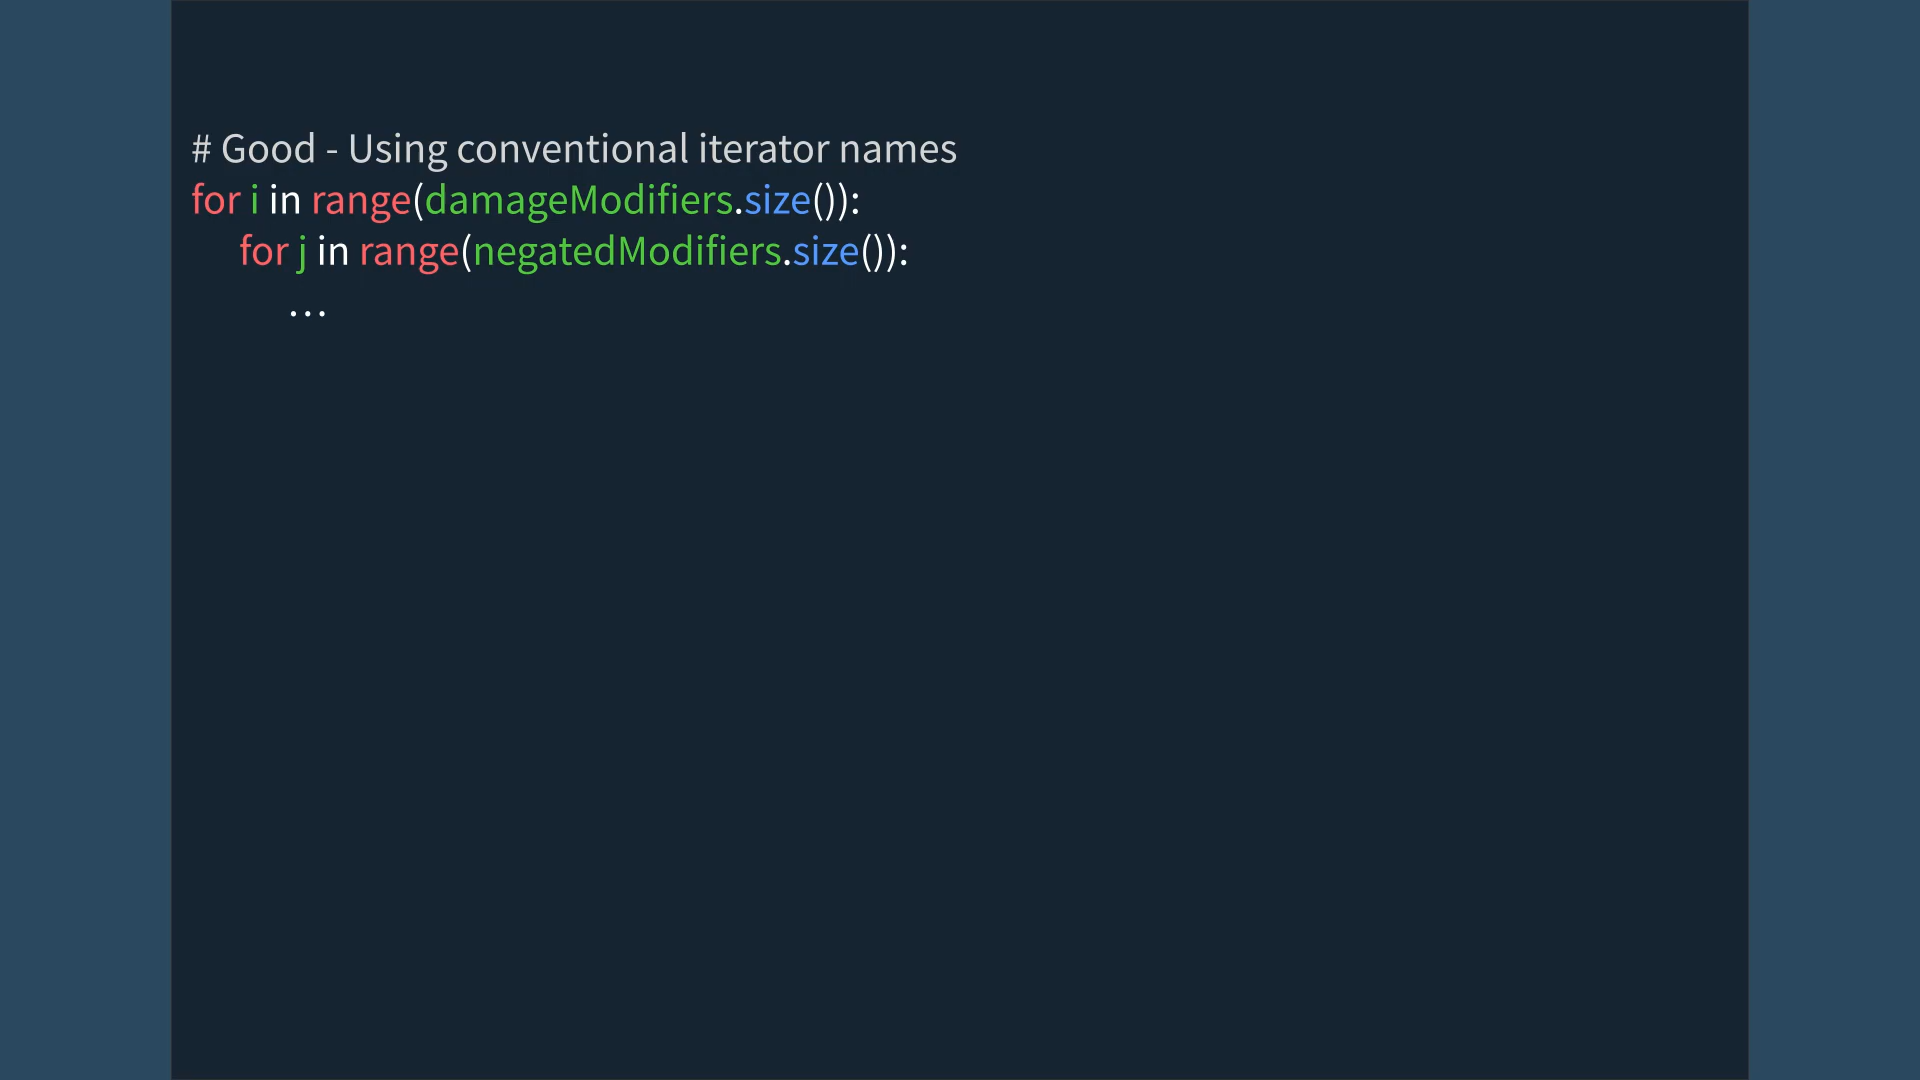 # Good - Using conventional iterator names
for i in range(damageModifiers.size()):
for j in range(negatedModifiers.size()):
...